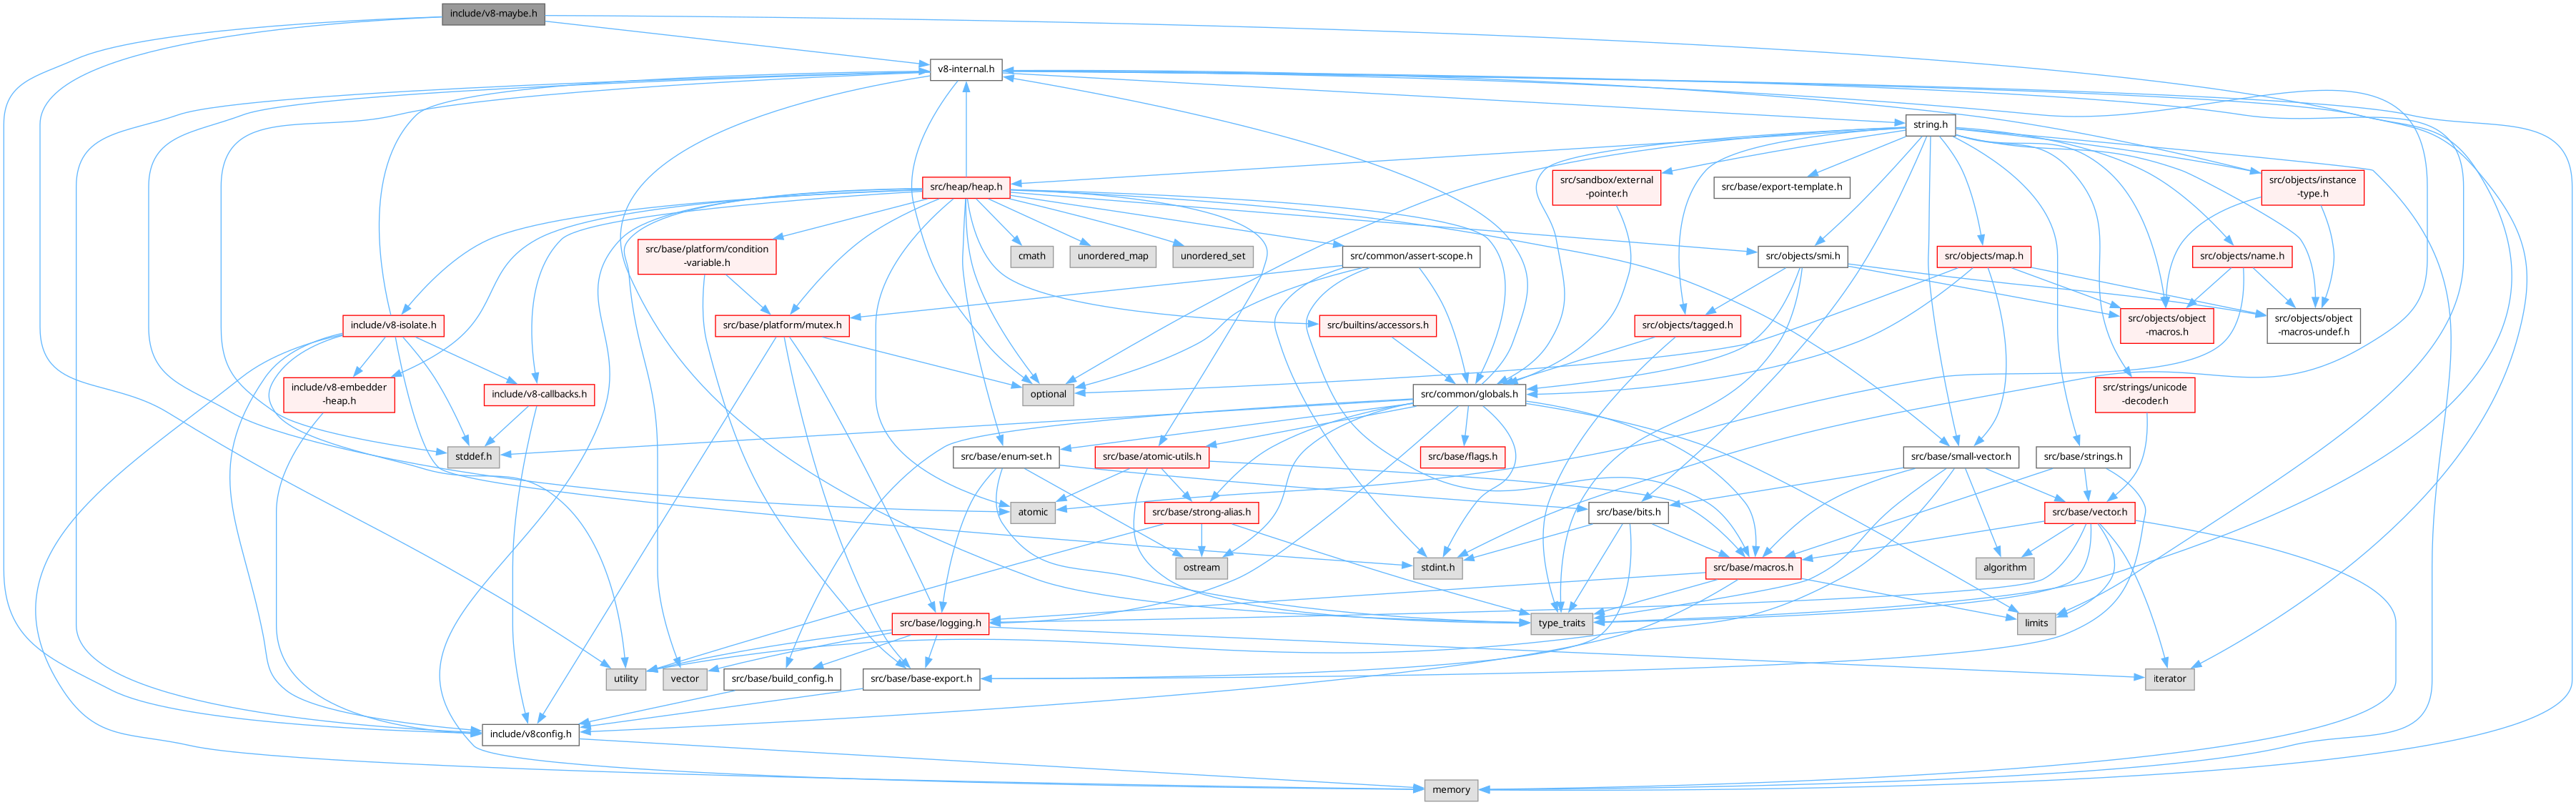 include/v8-maybe.h
v8-internal.h
string.h
src/heap/heap.h
src/sandbox/external
-pointer.h
src/base/export-template.h
src/objects/instance
-type.h
src/base/platform/condition
-variable.h
cmath
unordered_map
unordered_set
src/common/assert-scope.h
src/objects/smi.h
src/objects/map.h
src/objects/name.h
include/v8-isolate.h
src/base/platform/mutex.h
src/builtins/accessors.h
src/objects/tagged.h
src/objects/object
-macros.h
src/objects/object
-macros-undef.h
include/v8-embedder
-heap.h
include/v8-callbacks.h
optional
src/common/globals.h
src/strings/unicode
-decoder.h
stddef.h
src/base/enum-set.h
src/base/atomic-utils.h
src/base/flags.h
src/base/small-vector.h
src/base/strings.h
atomic
src/base/strong-alias.h
src/base/bits.h
src/base/vector.h
ostream
stdint.h
src/base/macros.h
algorithm
src/base/logging.h
type_traits
limits
utility
vector
src/base/build_config.h
src/base/base-export.h
iterator
include/v8config.h
memory